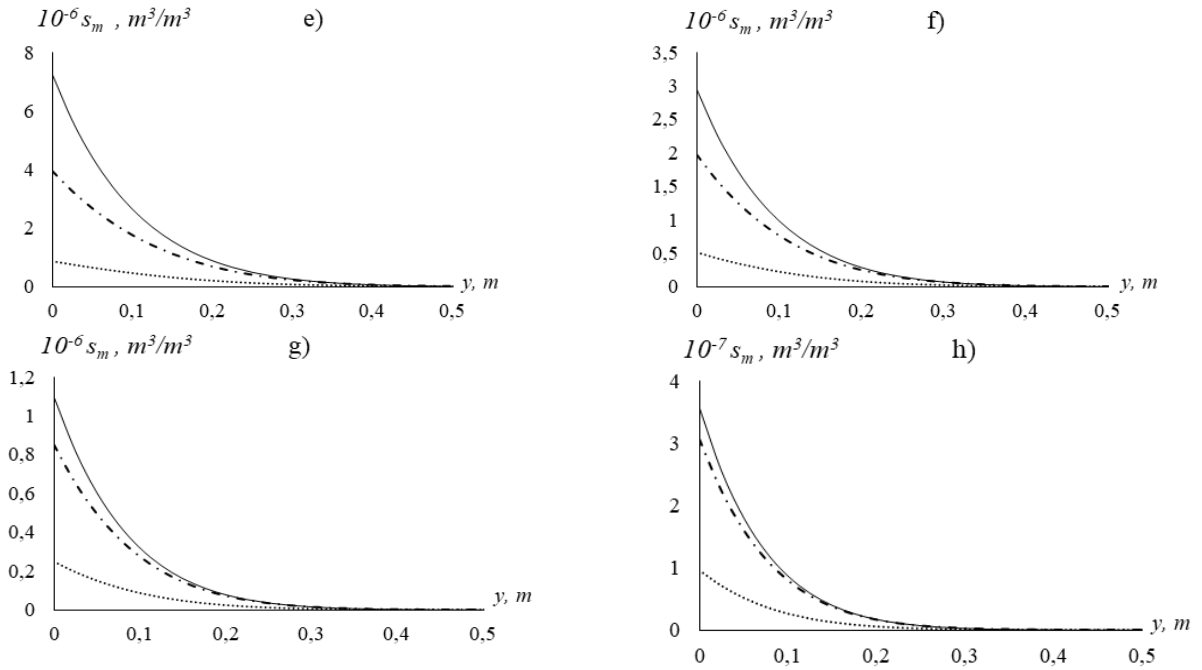 10⁻⁶ sₘ , m³/m³ e)
8
6
4
2
0
0 0,1 0,2 0,3 0,4 0,5
y, m
10⁻⁶ sₘ , m³/m³ f)
3,5
3
2,5
2
1,5
1
0,5
0
0 0,1 0,2 0,3 0,4 0,5
y, m
10⁻⁶ sₘ , m³/m³ g)
1,2
1
0,8
0,6
0,4
0,2
0
0 0,1 0,2 0,3 0,4 0,5
y, m
10⁻⁷ sₘ , m³/m³ h)
4
3
2
1
0
0 0,1 0,2 0,3 0,4 0,5
y, m